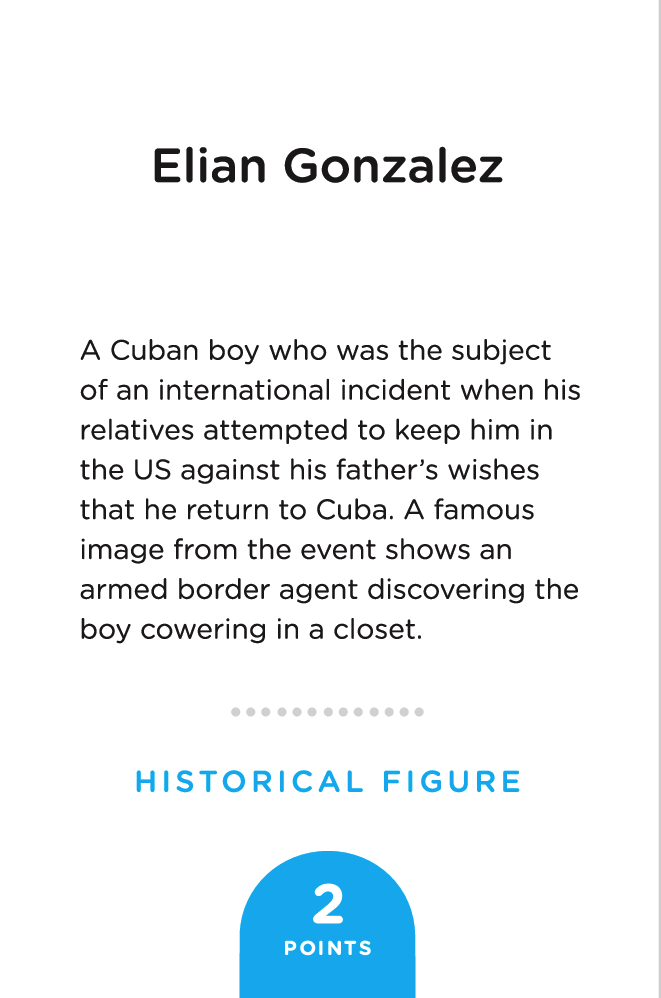 Elian Gonzalez
A Cuban boy who was the subject
of an international incident when his
relatives attempted to keep him in
the US against his father’s wishes
that he return to Cuba. A famous
image from the event shows an
armed border agent discovering the
boy cowering in a closet.
HISTORICAL FIGURE
2
POINTS